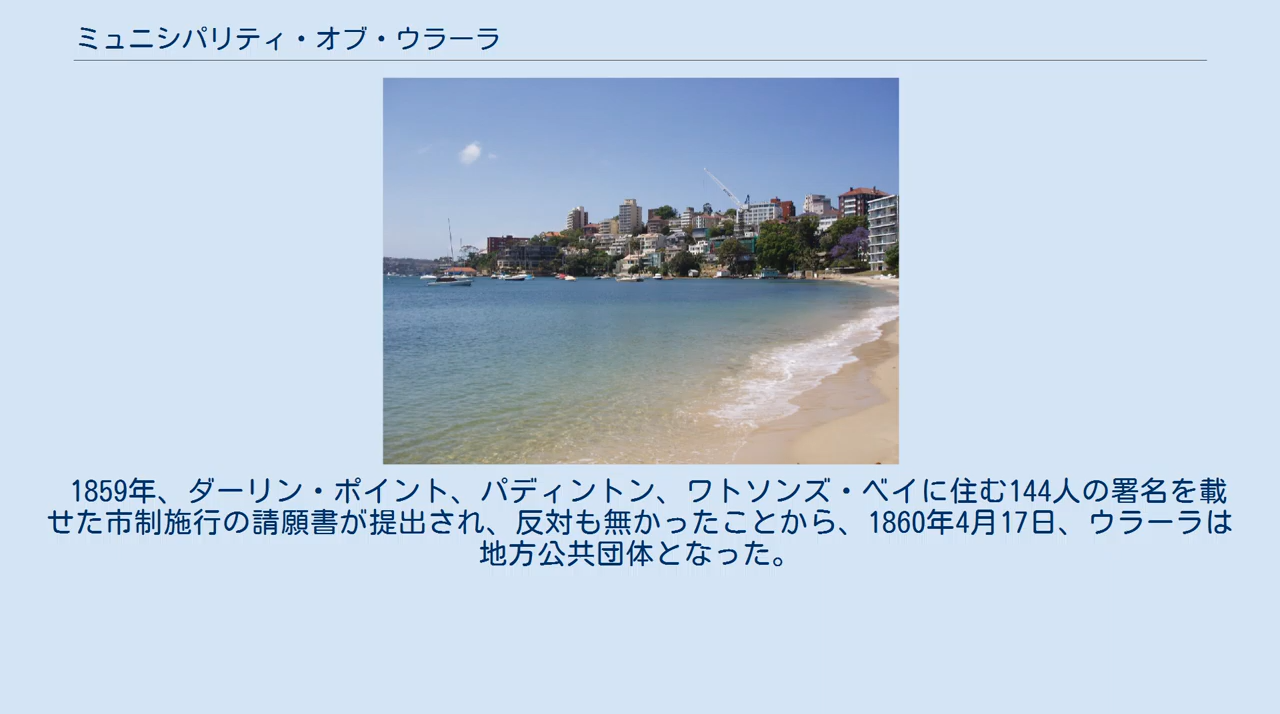 ミュニシパリティ・オブ・ウラーラ
1859年、ダーリン・ポイント、パディントン、ワトソンズ・ベイに住む144人の署名を載
せた市制施行の請願書が提出され、反対も無かったことから、1860年4月17日、ウラーラは
地方公共団体となった。